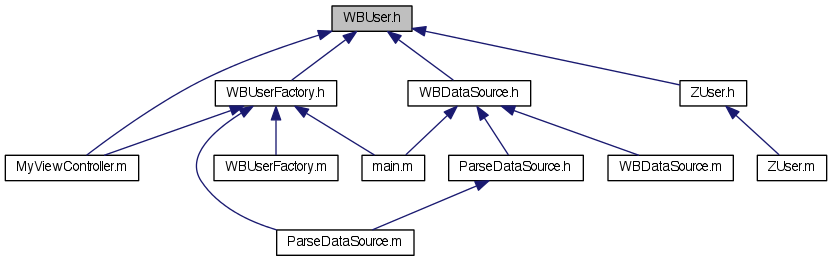 WBUser.h
WBUserFactory.h
WBDataSource.h
ZUser.h
MyViewController.m
WBUserFactory.m
main.m
ParseDataSource.h
WBDataSource.m
ZUser.m
ParseDataSource.m